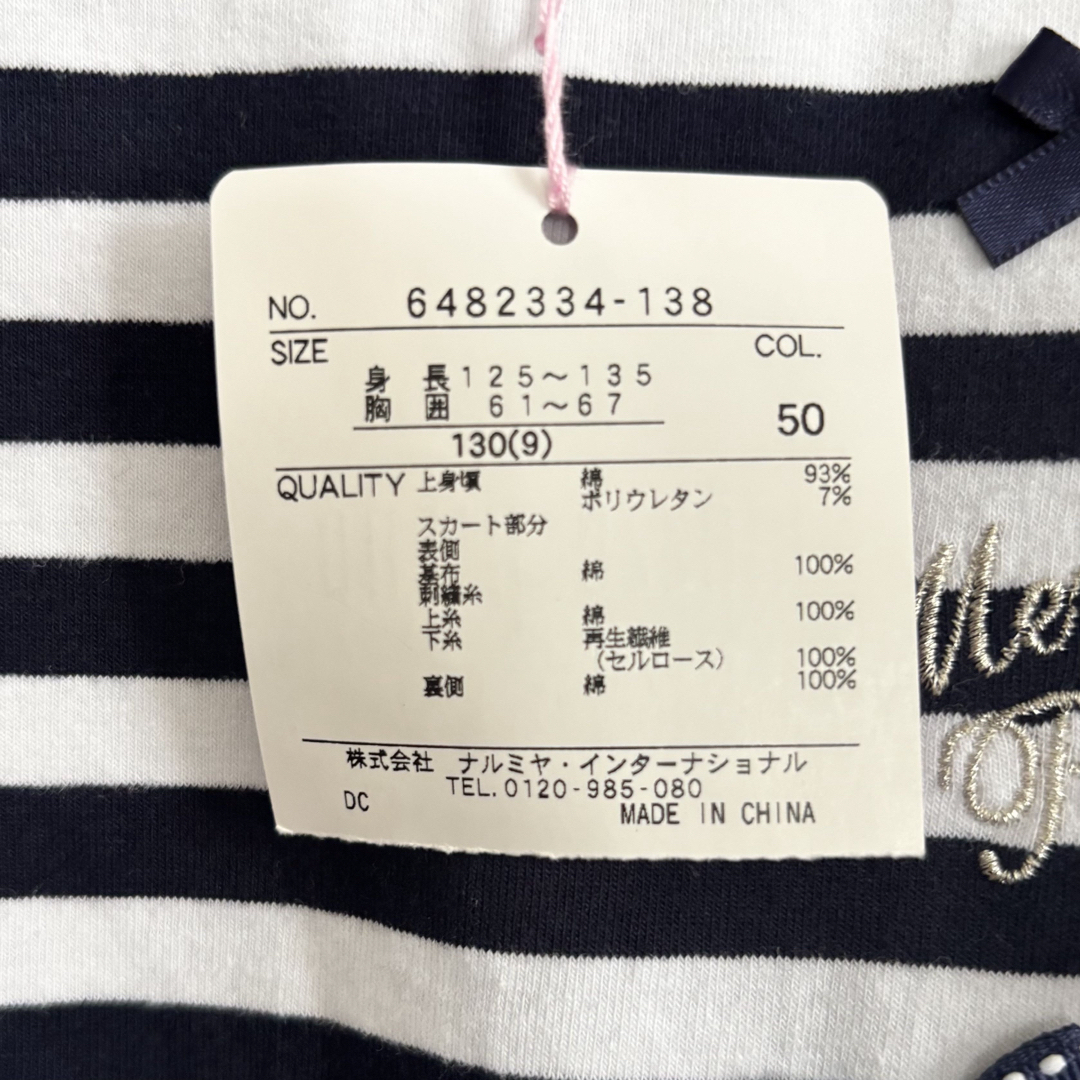 NO. 6482334-138
SIZE COL.
身長125～135
胸囲 61～67
50
130(9)
QUALITY 上身頃 綿 93%
ポリウレタン 7%
スカート部分
表側
基布 綿 100%
刺繍糸
上糸 綿 100%
下糸 再生繊維
（セルロース） 100%
裏側 綿 100%
株式会社 ナルミヤ・インターナショナル
TEL.0120-985-080
DC MADE IN CHINA